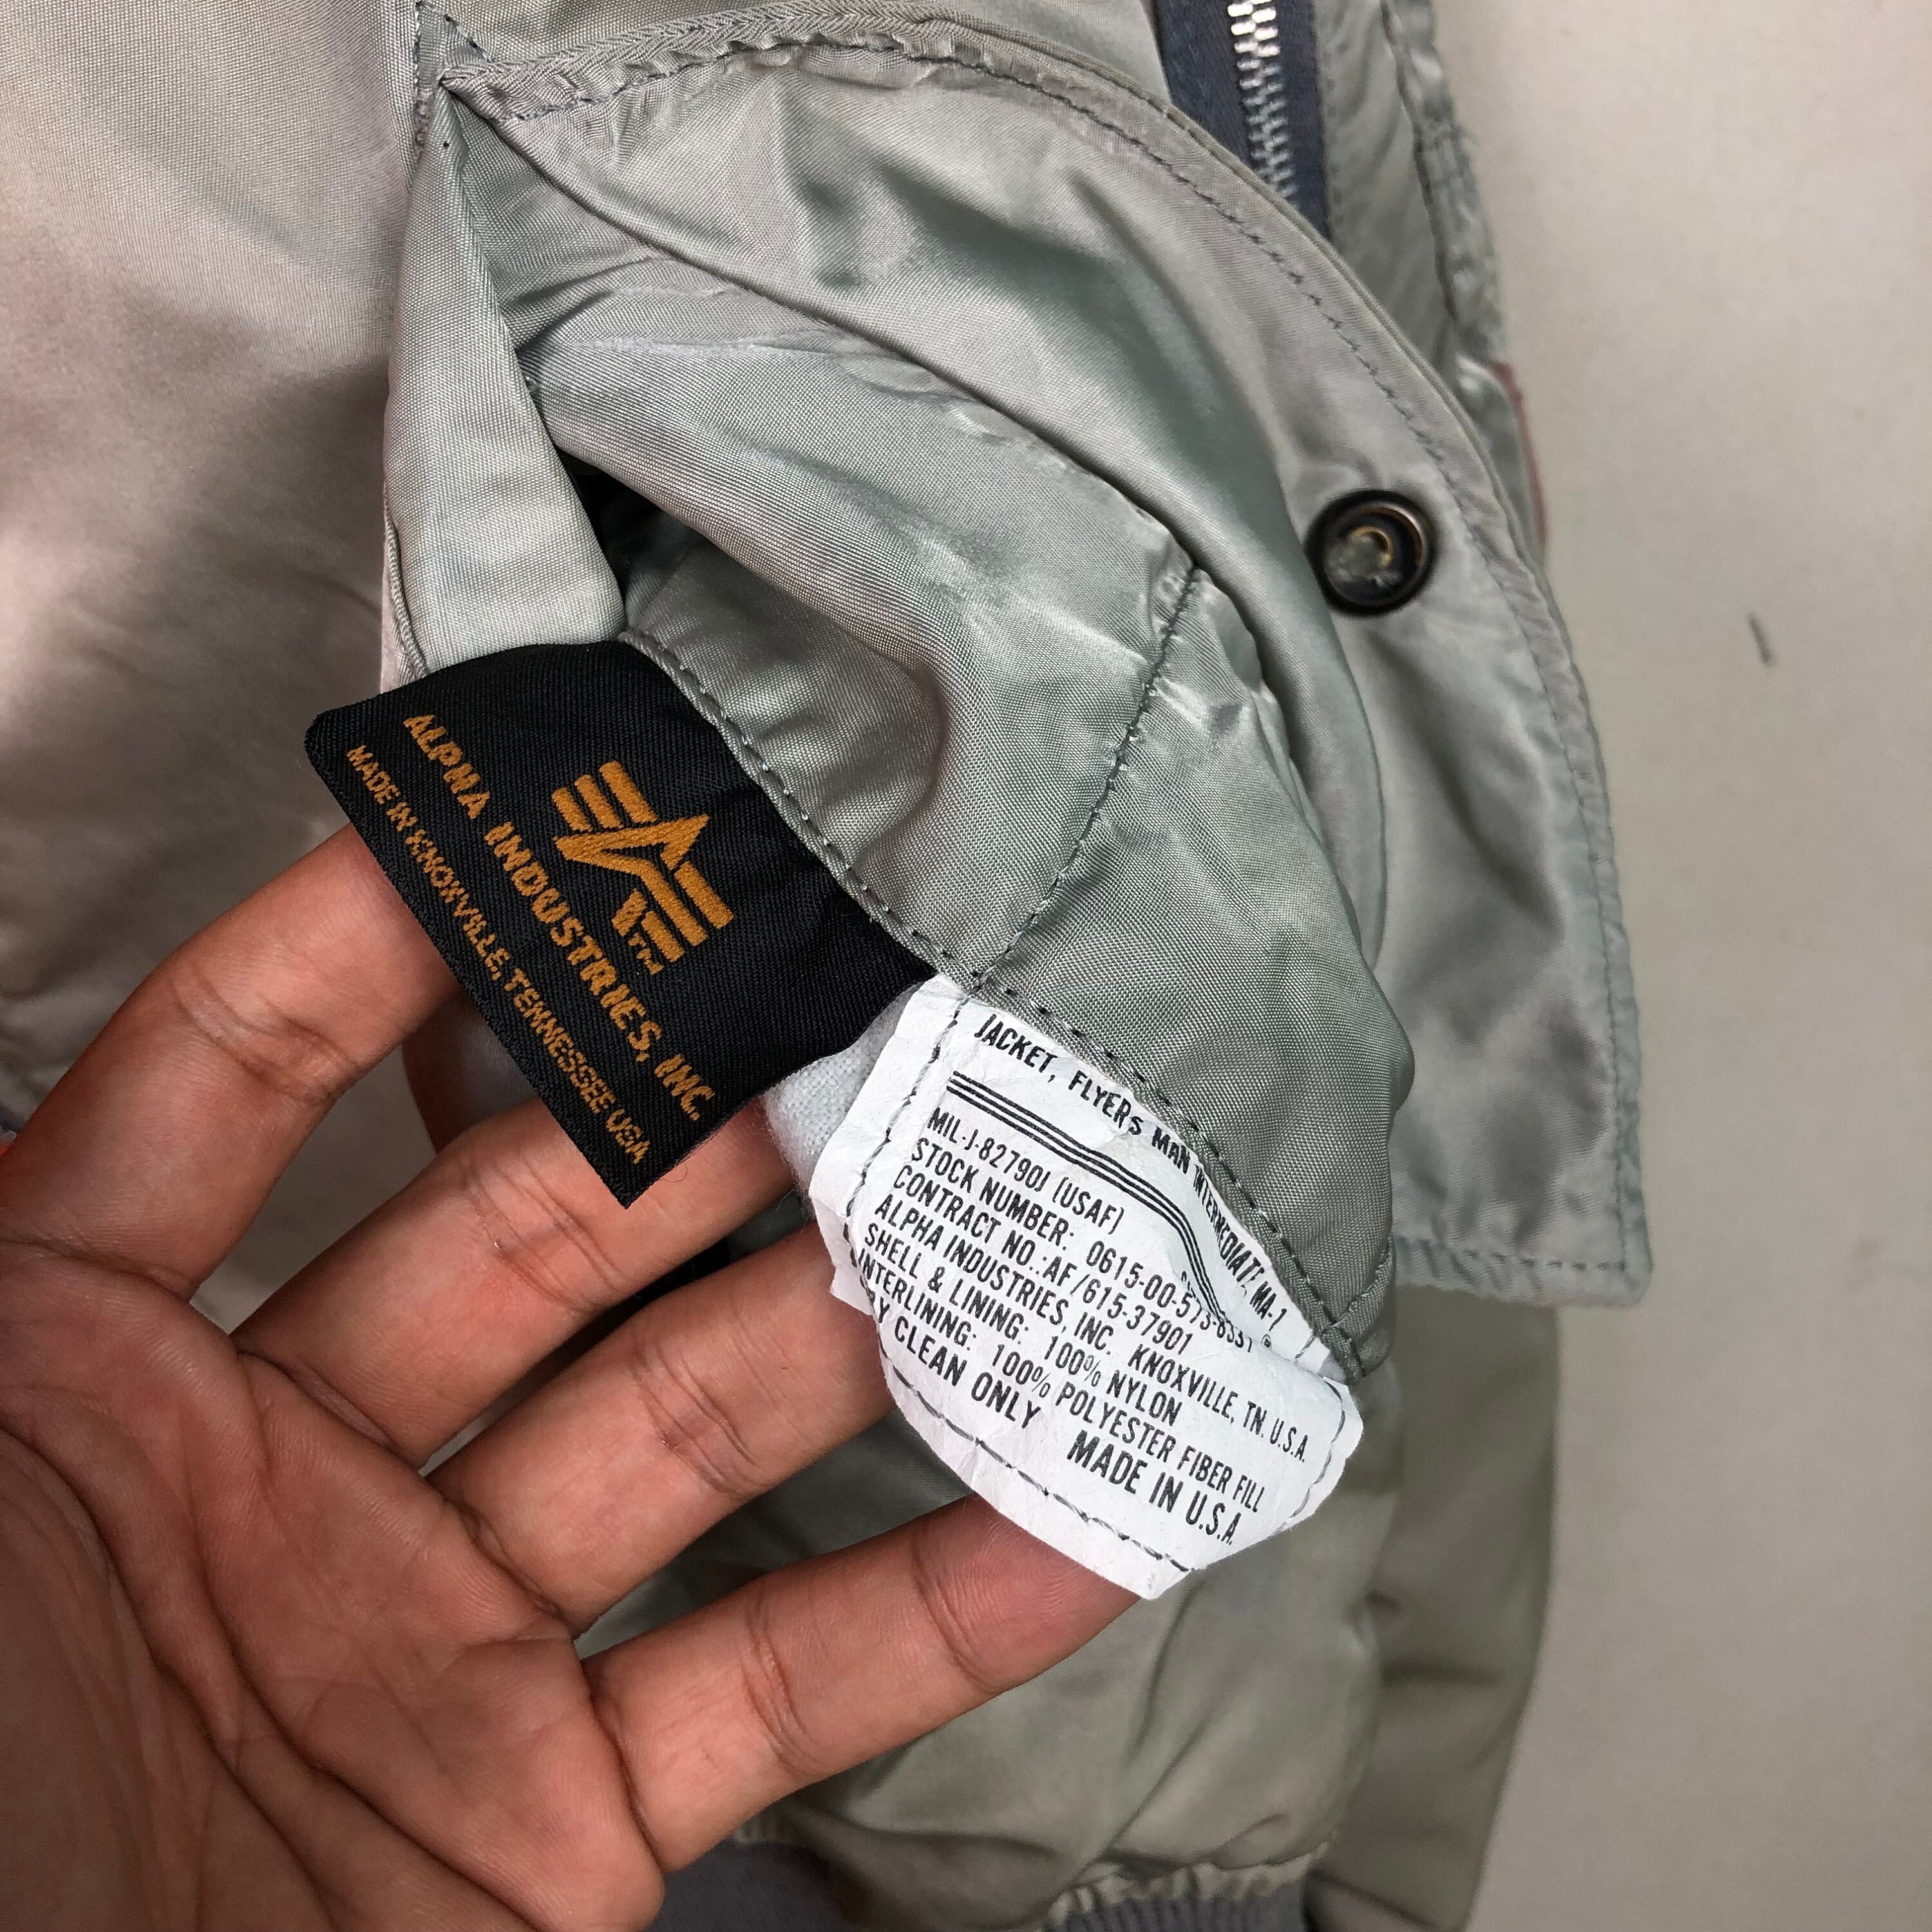 ALPHA INDUSTRIES, INC.
MADE IN KNOXVILLE, TENNESSEE USA
JACKET, FLYERS MAN INTERMEDIATE MA-1
MIL-J-8279OJ (USAF)
STOCK NUMBER: 0615-00-573-8331
CONTRACT NO.:AF/615-37901
ALPHA INDUSTRIES, INC. KNOXVILLE, TN. U.S.A.
SHELL & LINING: 100% NYLON
INTERLINING: 100% POLYESTER FIBER FILL
CLEAN ONLY MADE IN U.S.A.